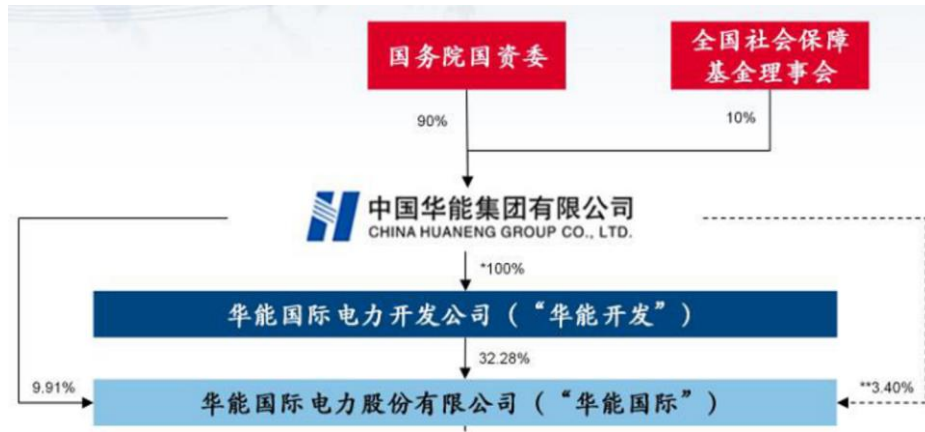 国务院国资委
全国社会保障
基金理事会
90%
10%
中国华能集团有限公司
CHINA HUANENG GROUP CO., LTD.
*100%
华能国际电力开发公司（“华能开发”）
32.28%
9.91%
**3.40%
华能国际电力股份有限公司（“华能国际”）